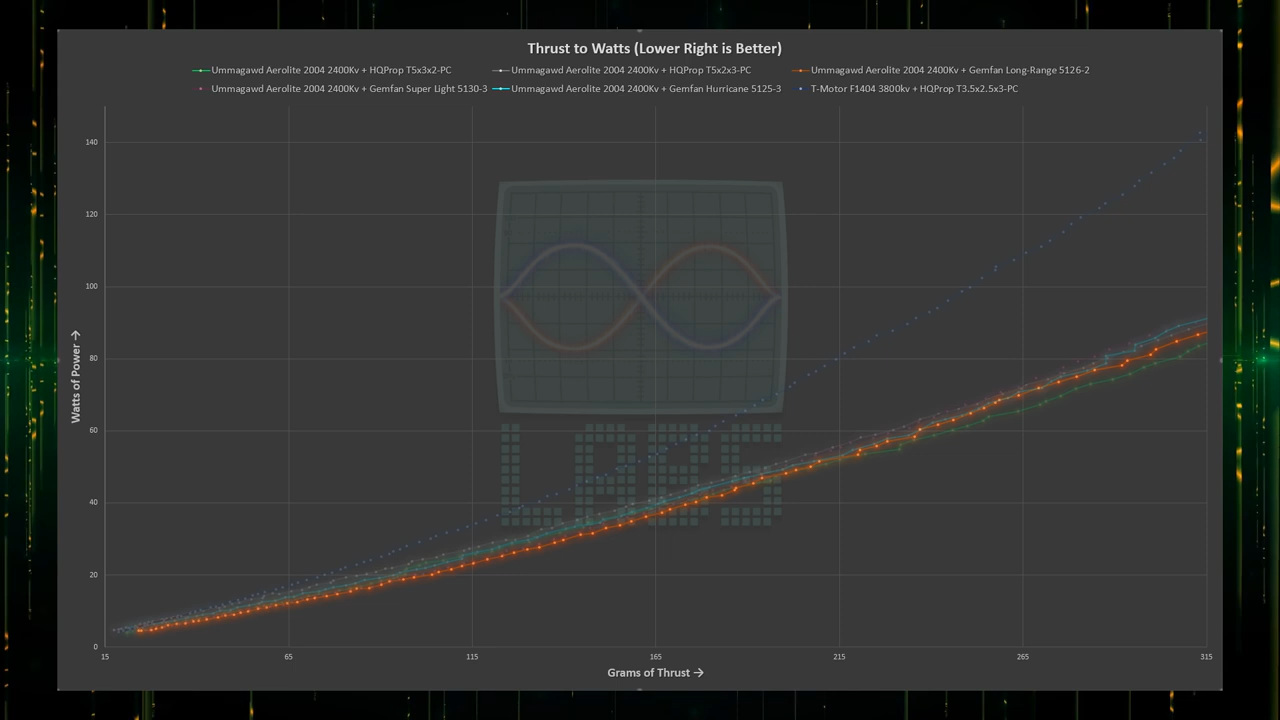 Thrust to Watts (Lower Right is Better)
Ummagawd Aerolite 2004 2400Kv + HQProp T5x3x2-PC
Ummagawd Aerolite 2004 2400Kv + HQProp T5x2x3-PC
Ummagawd Aerolite 2004 2400Kv + Gemfan Long-Range 5126-2
Ummagawd Aerolite 2004 2400Kv + Gemfan Super Light 5130-3
Ummagawd Aerolite 2004 2400Kv + Gemfan Hurricane 5125-3
T-Motor F1404 3800kv + HQProp T3.5x2.5x3-PC
140
120
100
80
60
40
20
0
Watts of Power →
LABS
15
65
115
165
215
265
315
Grams of Thrust →